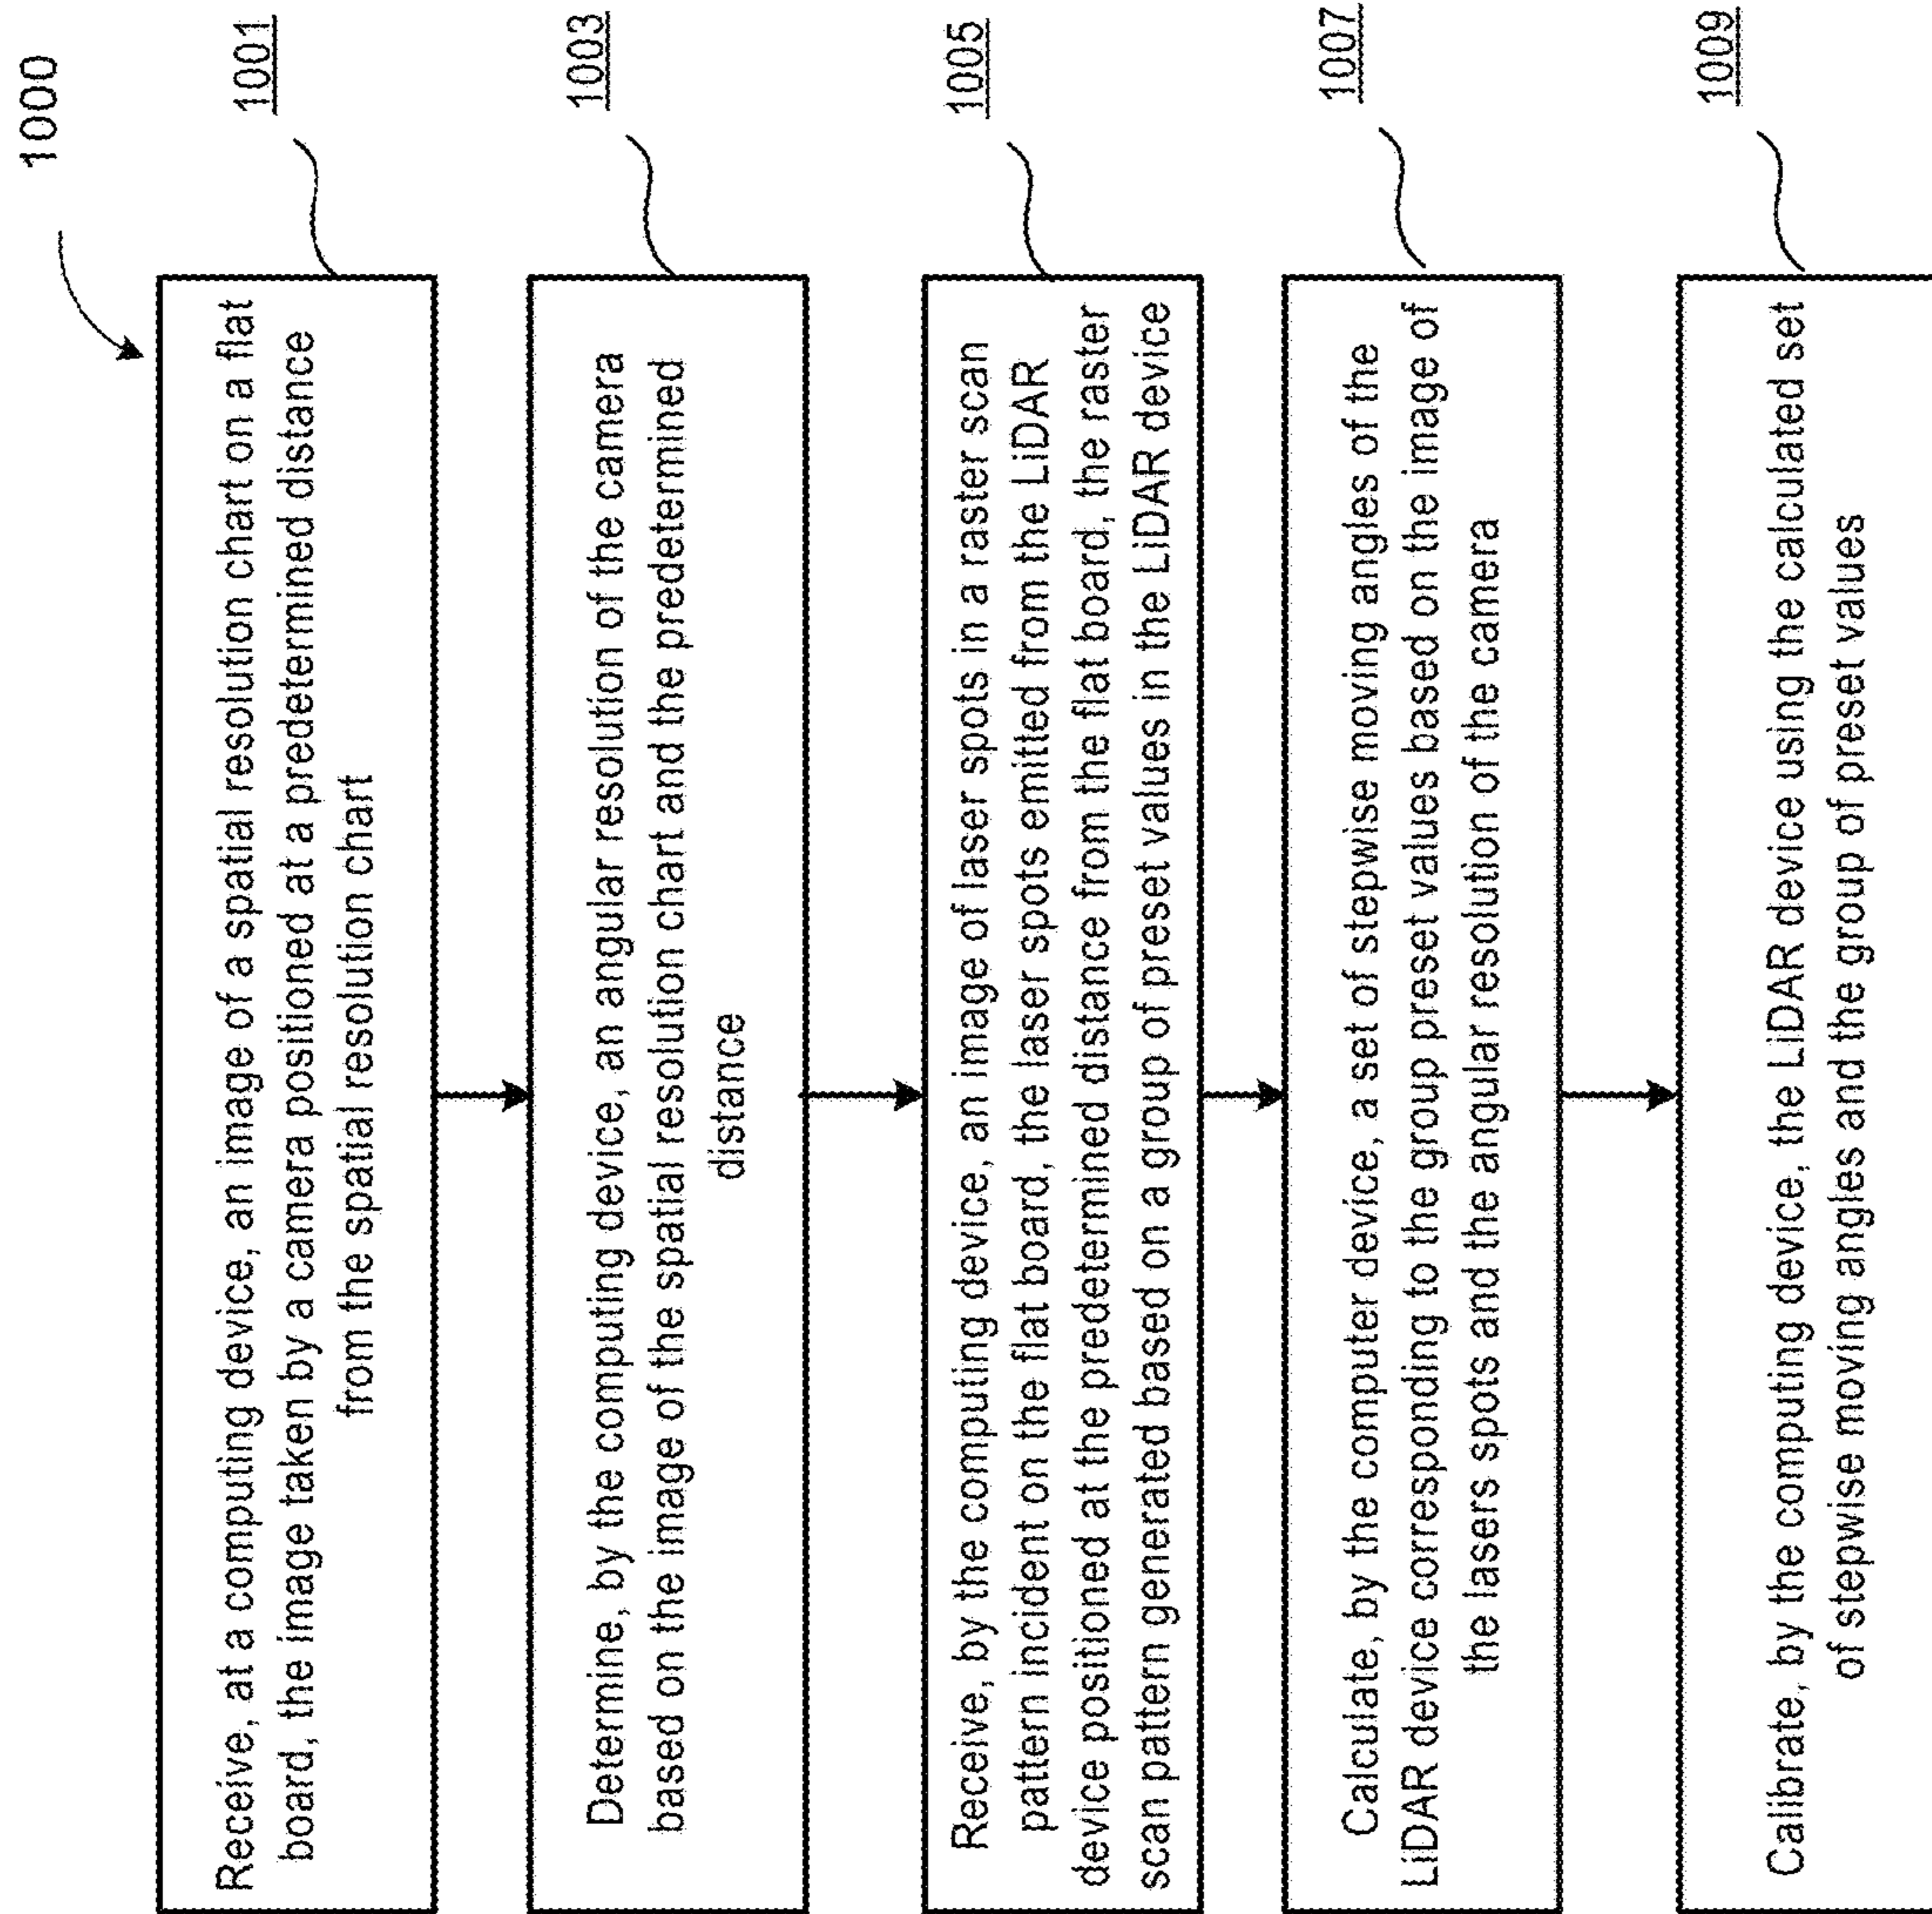 1000
Receive, at a computing device, an image of a spatial resolution chart on a flat
board, the image taken by a camera positioned at a predetermined distance
from the spatial resolution chart
1001
Determine, by the computing device, an angular resolution of the camera
based on the image of the spatial resolution chart and the predetermined
distance
1003
Receive, by the computing device, an image of laser spots in a raster scan
pattern incident on the flat board, the laser spots emitted from the LiDAR
device positioned at the predetermined distance from the flat board, the raster
scan pattern generated based on a group of preset values in the LiDAR device
1005
Calculate, by the computer device, a set of stepwise moving angles of the
LiDAR device corresponding to the group preset values based on the image of
the lasers spots and the angular resolution of the camera
1007
Calibrate, by the computing device, the LiDAR device using the calculated set
of stepwise moving angles and the group of preset values
1009